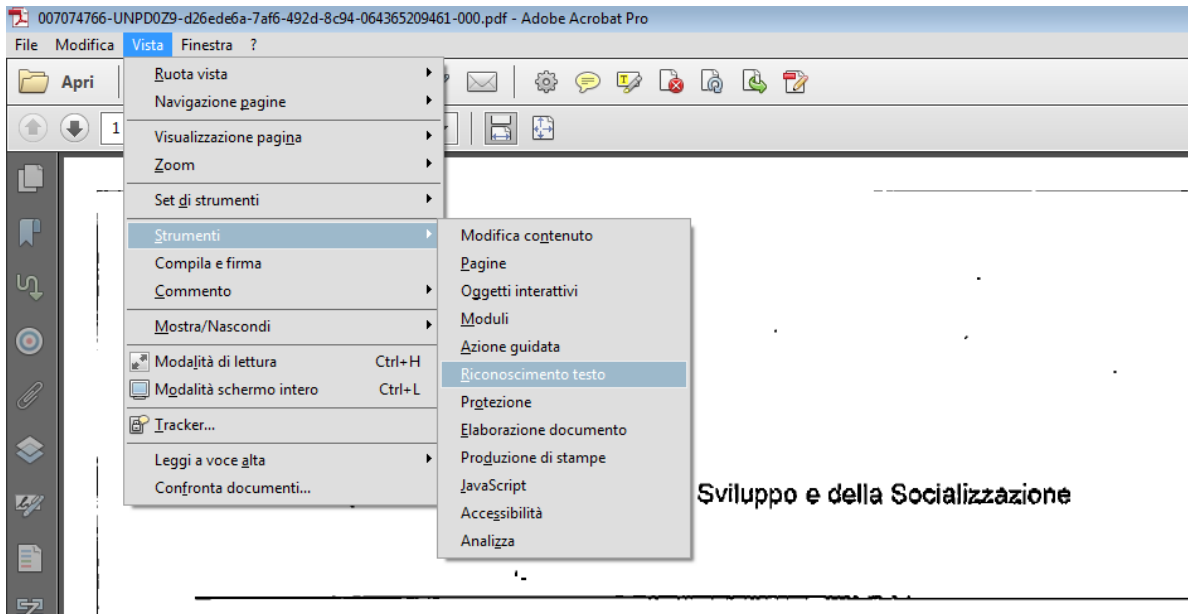 007074766-UNPD0Z9-d26ede6a-7af6-492d-8c94-064365209461-000.pdf - Adobe Acrobat Pro
File Modifica Vista Finestra ?
Apri
1
Ruota vista
Navigazione pagine
Visualizzazione pagina
Zoom
Set di strumenti
Strumenti
Compila e firma
Commento
Mostra/Nascondi
Modalità di lettura Ctrl+H
Modalità schermo intero Ctrl+L
Tracker...
Leggi a voce alta
Confronta documenti...
Modifica contenuto
Pagine
Oggetti interattivi
Moduli
Azione guidata
Riconoscimento testo
Protezione
Elaborazione documento
Produzione di stampe
JavaScript
Accessibilità
Analizza
Sviluppo e della Socializzazione